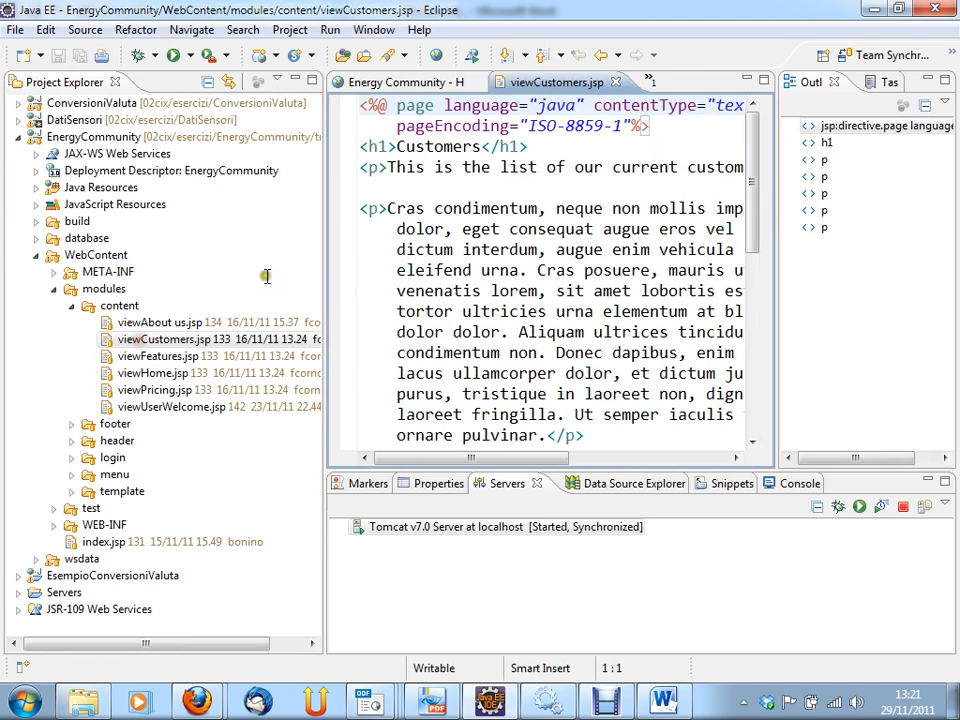 Java EE - EnergyCommunity/WebContent/modules/content/viewCustomers.jsp - Eclipse
File Edit Source Refactor Navigate Search Project Run Window Help
Team Synchr...
Project Explorer
Energy Community - H
viewCustomers.jsp
»1
Outl
Tas
ConversioniValuta [02cix/esercizi/ConversioniValuta]
DatiSensori [02cix/esercizi/DatiSensori]
EnergyCommunity [02cix/esercizi/EnergyCommunity/tr
JAX-WS Web Services
Deployment Descriptor: EnergyCommunity
Java Resources
JavaScript Resources
build
database
WebContent
META-INF
modules
content
viewAbout us.jsp 134 16/11/11 15.37 fco
viewCustomers.jsp 133 16/11/11 13.24 fc
viewFeatures.jsp 133 16/11/11 13.24 fcor
viewHome.jsp 133 16/11/11 13.24 fcorno
viewPricing.jsp 133 16/11/11 13.24 fcorn
viewUserWelcome.jsp 142 23/11/11 22.44
footer
header
login
menu
template
test
WEB-INF
index.jsp 131 15/11/11 15.49 bonino
wsdata
EsempioConversioniValuta
Servers
JSR-109 Web Services
<%@ page language="java" contentType="tex
pageEncoding="ISO-8859-1"%>
<h1>Customers</h1>
<p>This is the list of our current custom
<p>Cras condimentum, neque non mollis imp
dolor, eget consequat augue eros vel
dictum interdum, augue enim vehicula
eleifend urna. Cras posuere, mauris u
venenatis lorem, sit amet lobortis es
tortor ultricies urna elementum at bl
dolor dolor. Aliquam ultrices tincidu
condimentum non. Donec dapibus, enim
lacus ullamcorper dolor, et dictum ju
purus, tristique in laoreet non, dign
laoreet fringilla. Ut semper iaculis
ornare pulvinar.</p>
jsp:directive.page language
h1
p
p
p
p
p
Markers
Properties
Servers
Data Source Explorer
Snippets
Console
Tomcat v7.0 Server at localhost [Started, Synchronized]
Writable
Smart Insert
1 : 1
13:21
29/11/2011